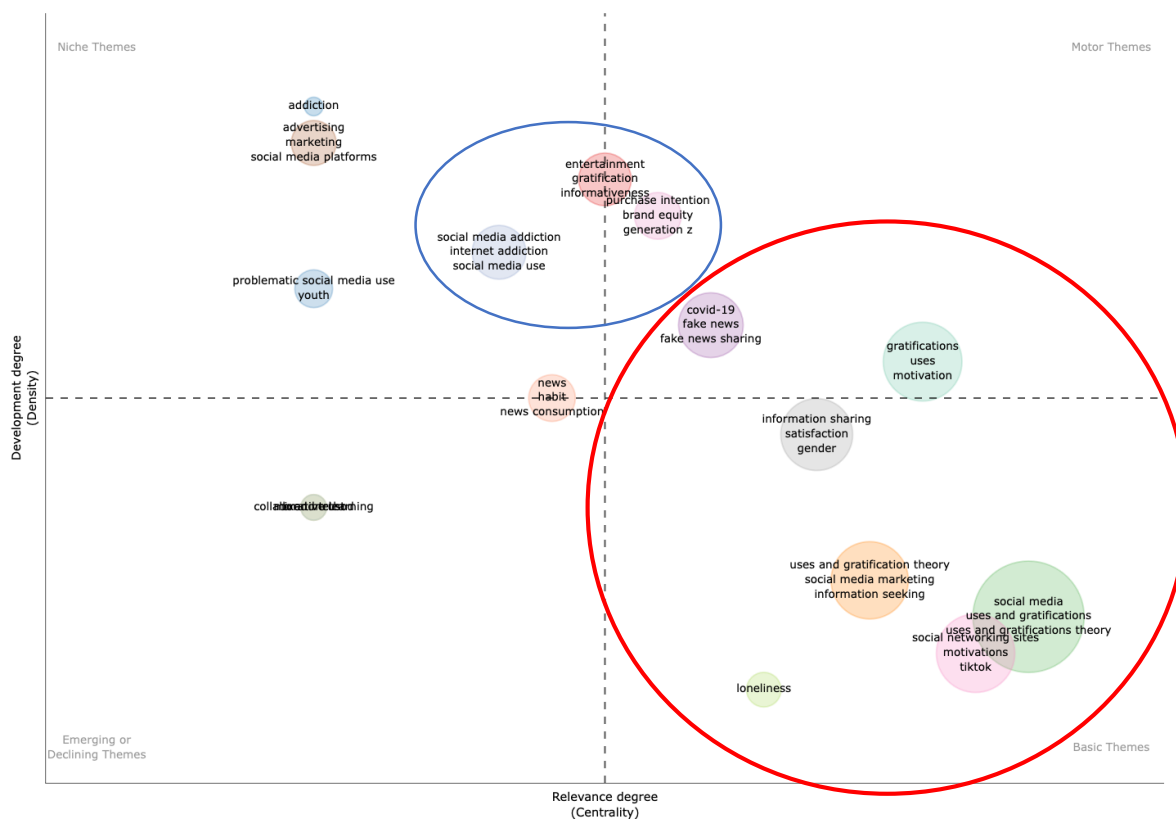 Niche Themes
Motor Themes
addiction
advertising
marketing
social media platforms
entertainment
gratification
informativeness
purchase intention
brand equity
generation z
social media addiction
internet addiction
social media use
problematic social media use
youth
covid-19
fake news
fake news sharing
gratifications
uses
motivation
news
habit
news consumption
information sharing
satisfaction
gender
uses and gratification theory
social media marketing
information seeking
social media
uses and gratifications
uses and gratifications theory
social networking sites
motivations
tiktok
loneliness
Emerging or
Declining Themes
Basic Themes
Development degree
(Density)
Relevance degree
(Centrality)